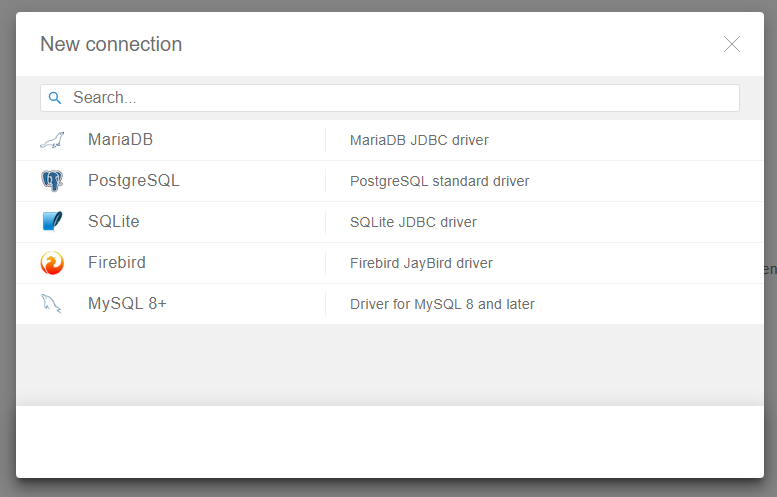 New connection
Search...
MariaDB MariaDB JDBC driver
PostgreSQL PostgreSQL standard driver
SQLite SQLite JDBC driver
Firebird Firebird JayBird driver
MySQL 8+ Driver for MySQL 8 and later
en